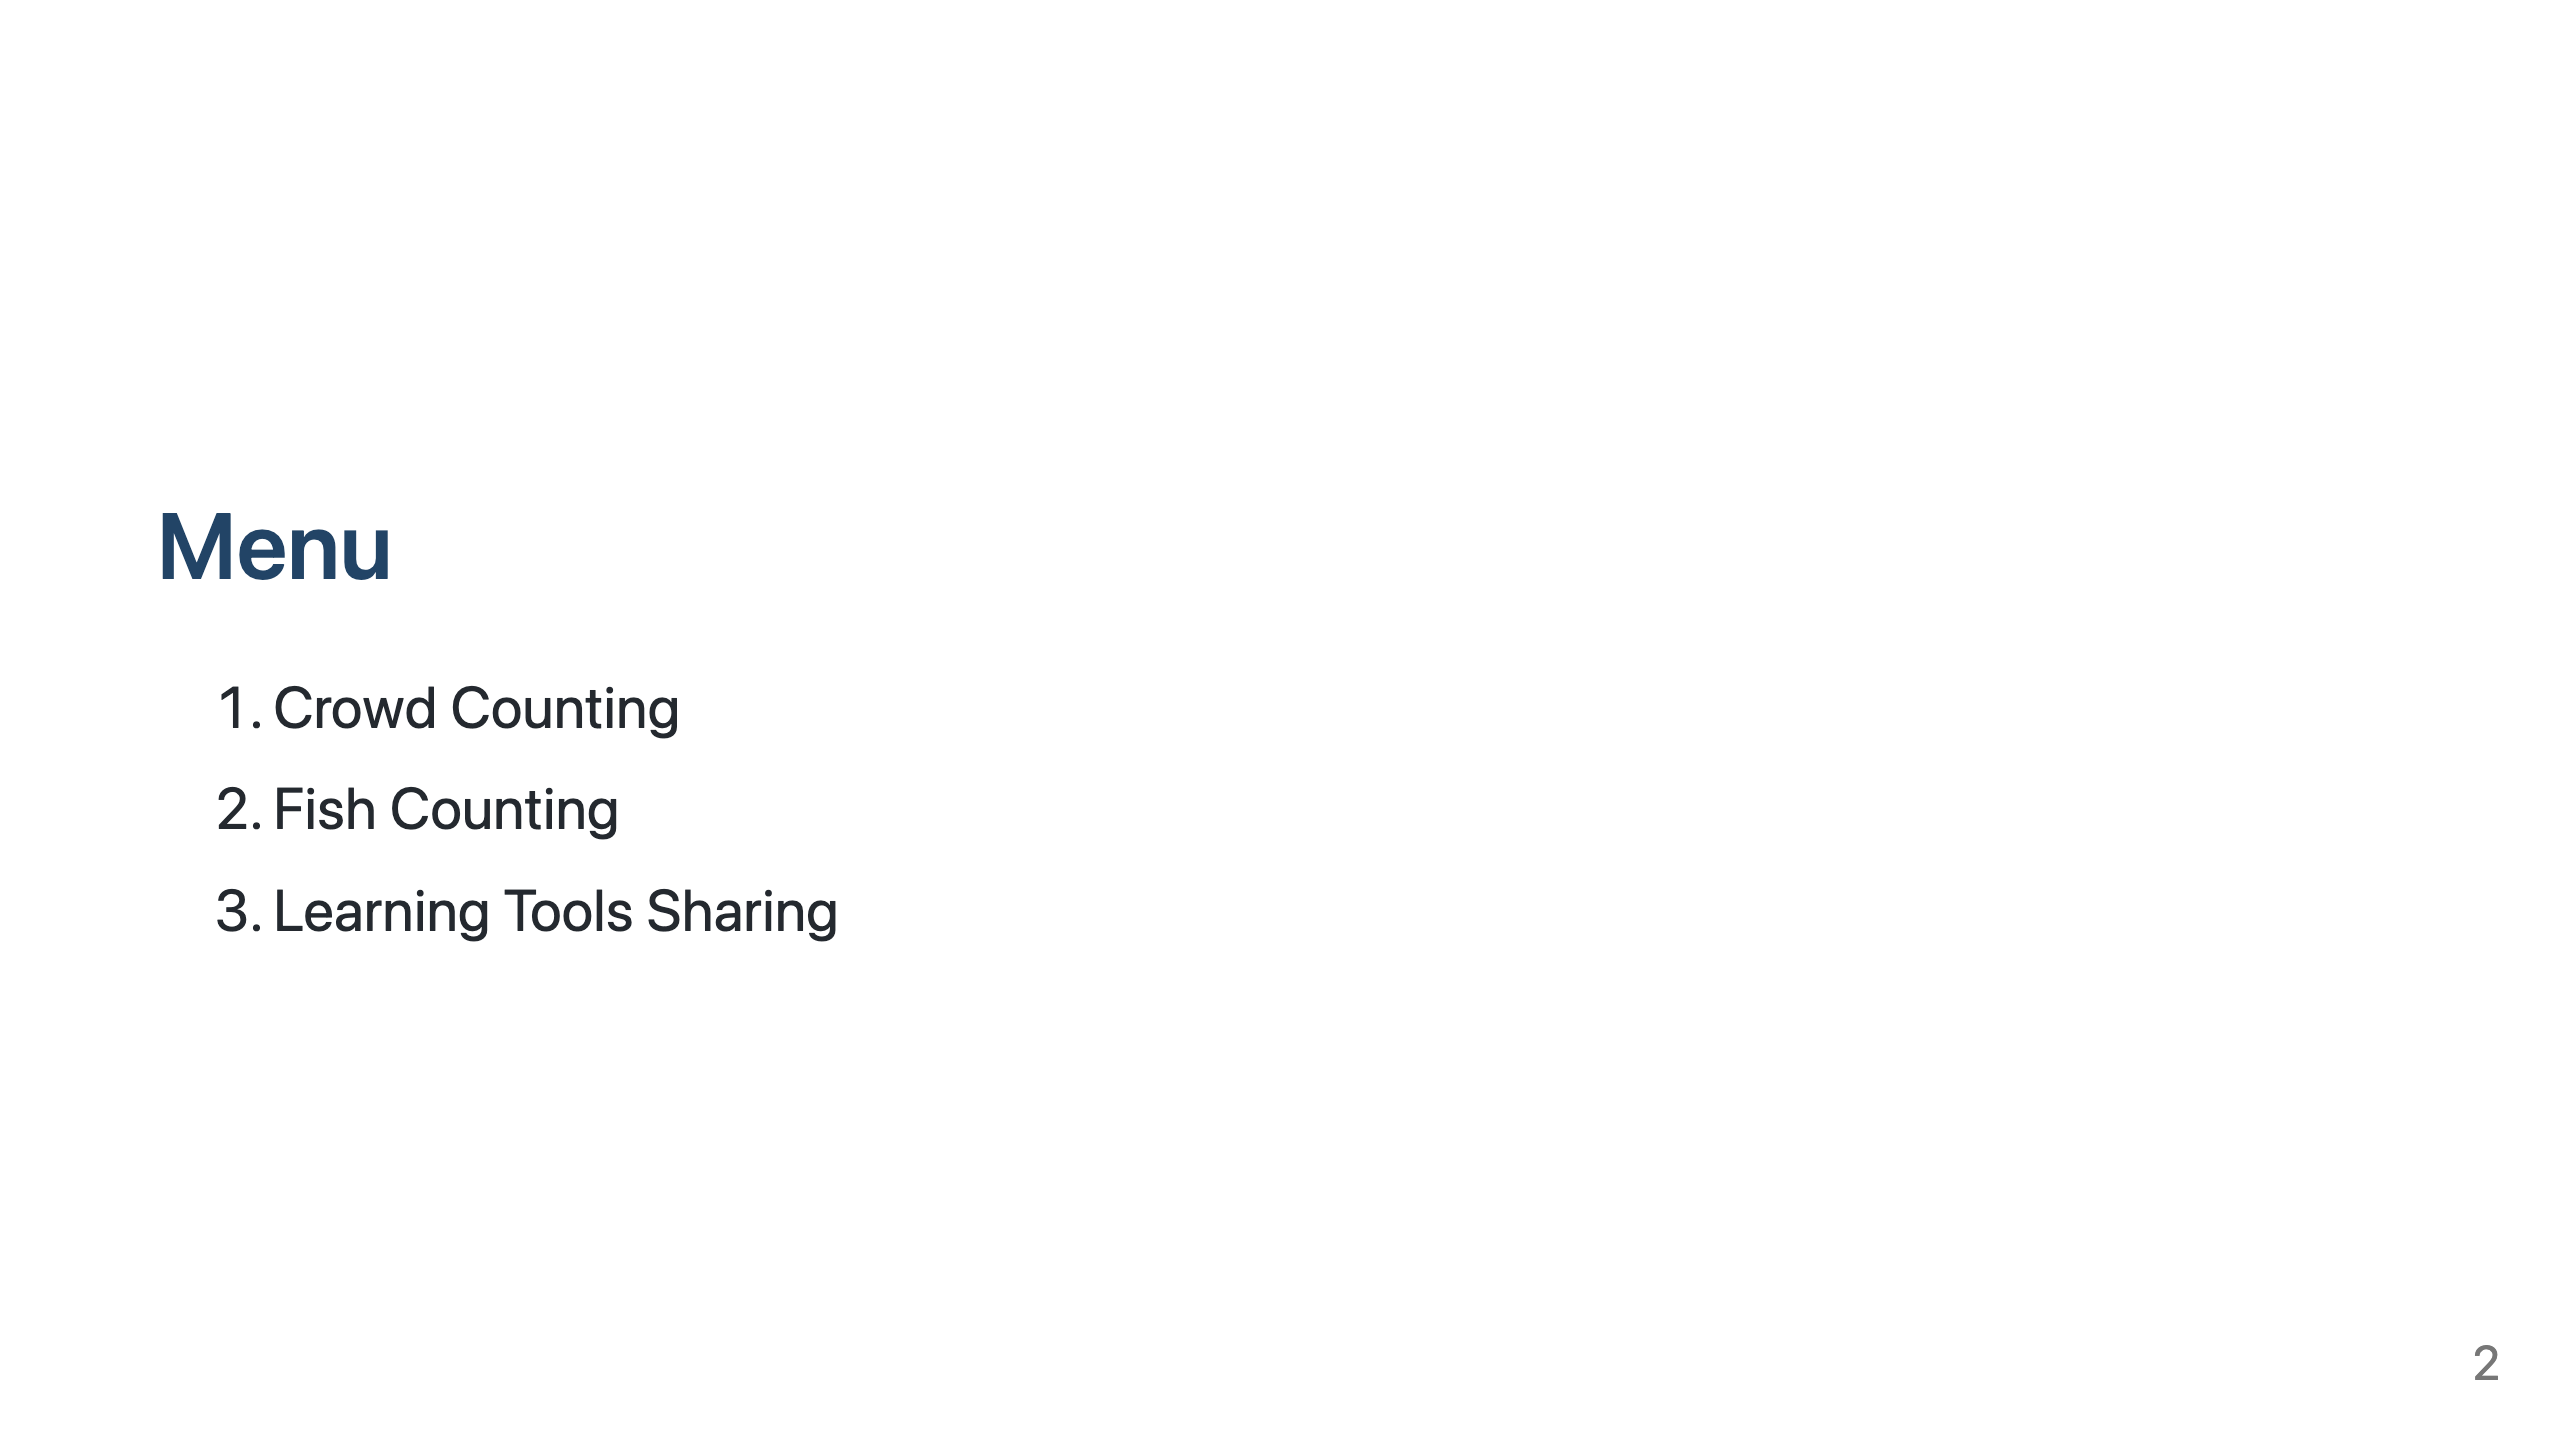 Menu
1. Crowd Counting
2. Fish Counting
3. Learning Tools Sharing
2